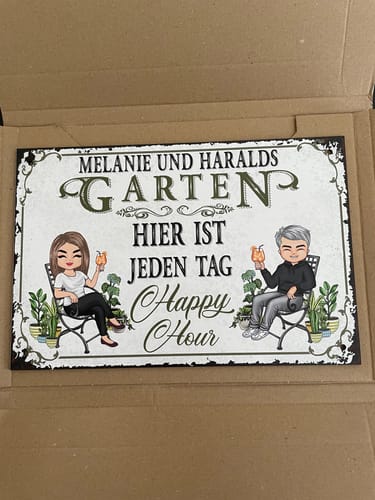 MELANIE UND HARALDS
GARTEN
HIER IST
JEDEN TAG
Happy
Hour